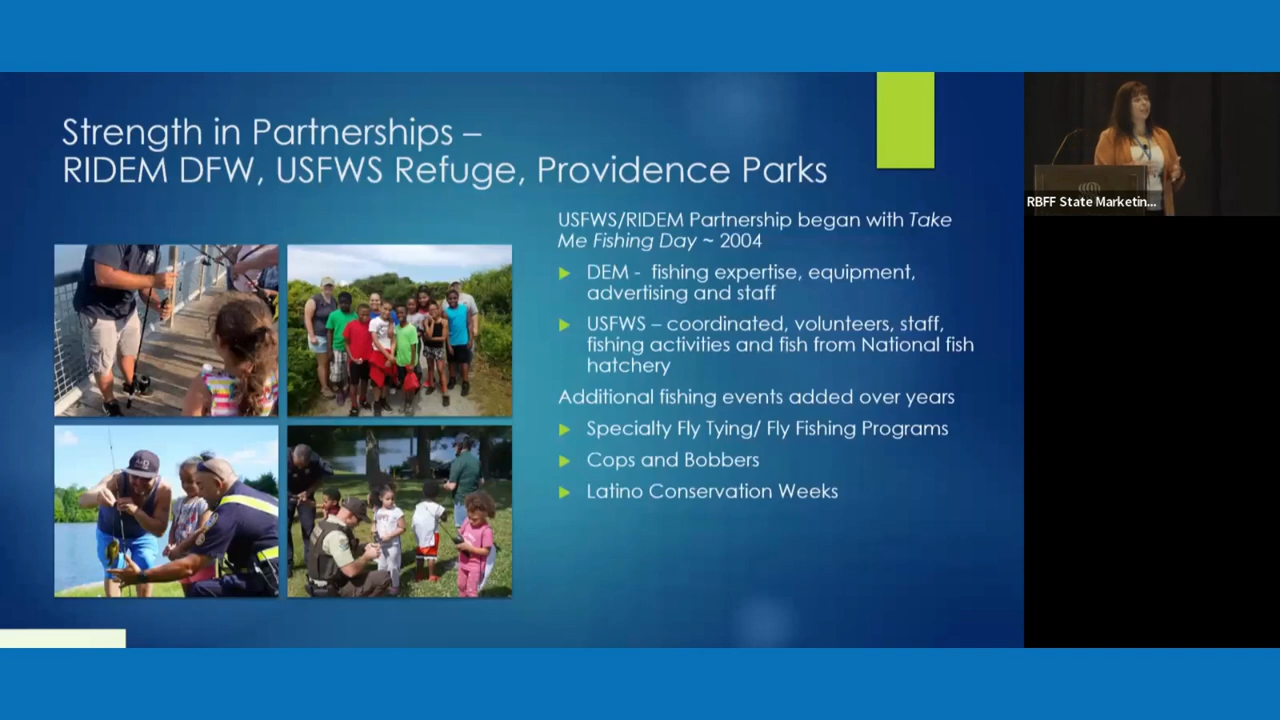 Strength in Partnerships –
RIDEM DFW, USFWS Refuge, Providence Parks
USFWS/RIDEM Partnership began with Take
Me Fishing Day ~ 2004
DEM - fishing expertise, equipment,
advertising and staff
USFWS – coordinated, volunteers, staff,
fishing activities and fish from National fish
hatchery
Additional fishing events added over years
Specialty Fly Tying/ Fly Fishing Programs
Cops and Bobbers
Latino Conservation Weeks
RBFF State Marketin...